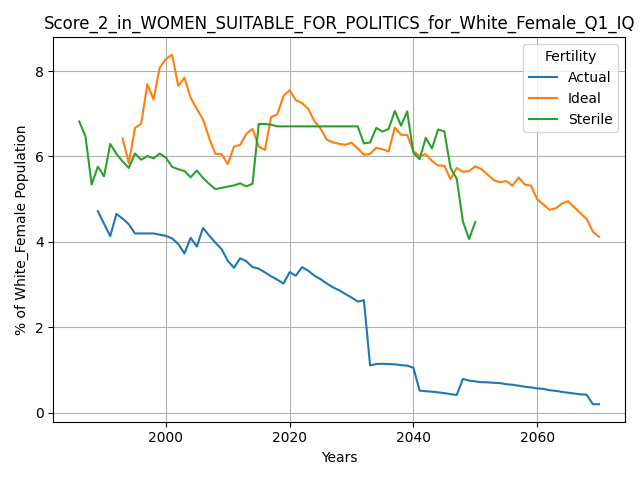 Score_2_in_WOMEN_SUITABLE_FOR_POLITICS_for_White_Female_Q1_IQ
Fertility
Actual
Ideal
Sterile
% of White_Female Population
8
6
4
2
0
2000 2020 2040 2060
Years